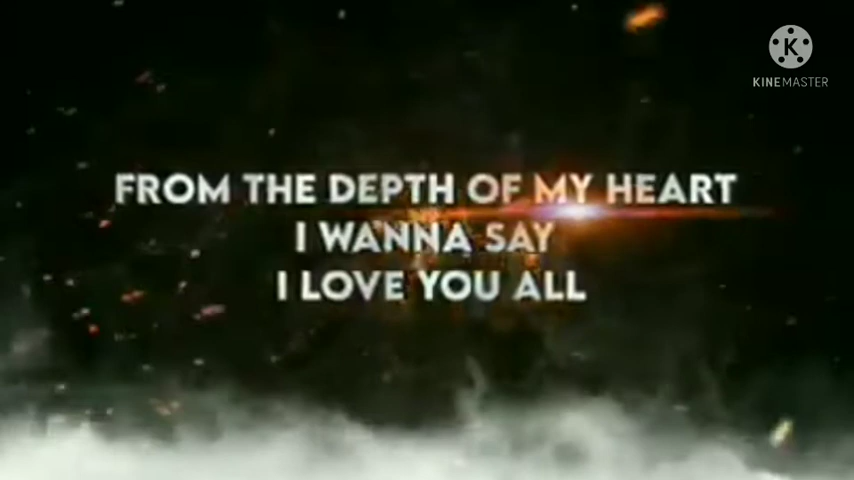 K
KINEMASTER
FROM THE DEPTH OF MY HEART
I WANNA SAY
I LOVE YOU ALL